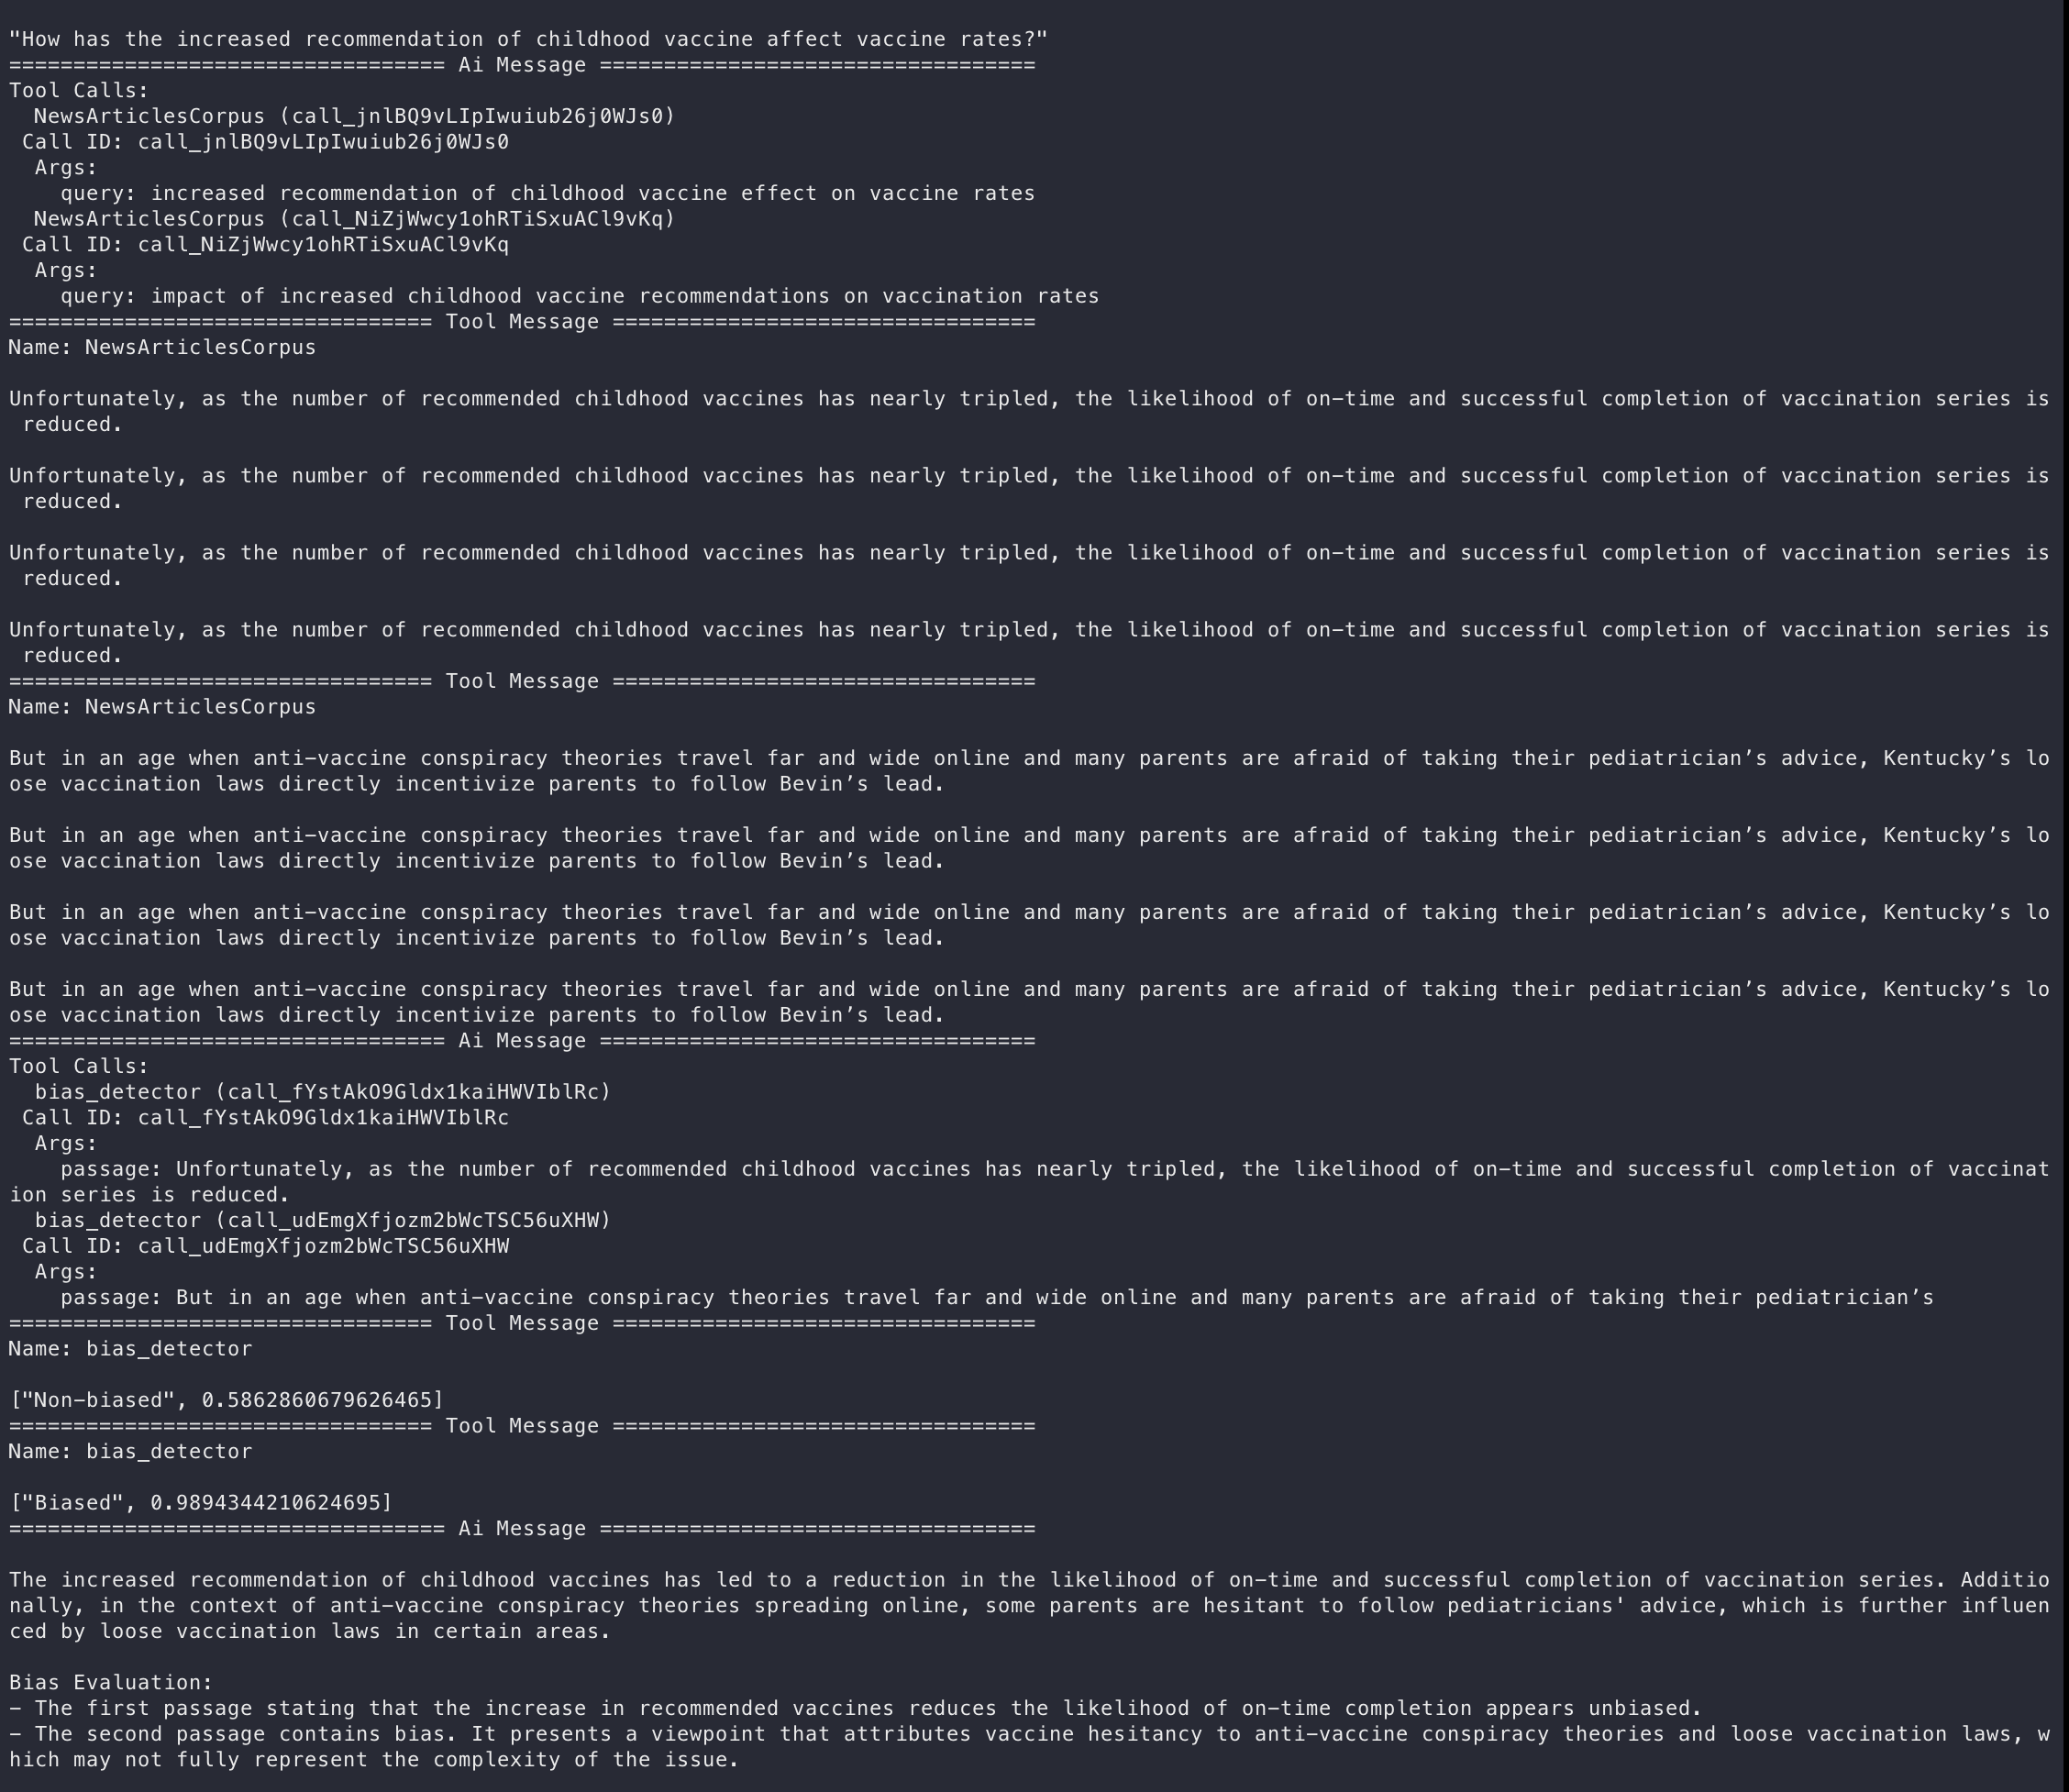 "How has the increased recommendation of childhood vaccine affect vaccine rates?"
================================== Ai Message ==================================
Tool Calls:
  NewsArticlesCorpus (call_jnlBQ9vLIpIwuiub26j0WJs0)
 Call ID: call_jnlBQ9vLIpIwuiub26j0WJs0
  Args:
    query: increased recommendation of childhood vaccine effect on vaccine rates
  NewsArticlesCorpus (call_NiZjWwcy1ohRTiSxuACl9vKq)
 Call ID: call_NiZjWwcy1ohRTiSxuACl9vKq
  Args:
    query: impact of increased childhood vaccine recommendations on vaccination rates
================================= Tool Message =================================
Name: NewsArticlesCorpus

Unfortunately, as the number of recommended childhood vaccines has nearly tripled, the likelihood of on-time and successful completion of vaccination series is
 reduced.

Unfortunately, as the number of recommended childhood vaccines has nearly tripled, the likelihood of on-time and successful completion of vaccination series is
 reduced.

Unfortunately, as the number of recommended childhood vaccines has nearly tripled, the likelihood of on-time and successful completion of vaccination series is
 reduced.

Unfortunately, as the number of recommended childhood vaccines has nearly tripled, the likelihood of on-time and successful completion of vaccination series is
 reduced.
================================= Tool Message =================================
Name: NewsArticlesCorpus

But in an age when anti-vaccine conspiracy theories travel far and wide online and many parents are afraid of taking their pediatrician’s advice, Kentucky’s lo
ose vaccination laws directly incentivize parents to follow Bevin’s lead.

But in an age when anti-vaccine conspiracy theories travel far and wide online and many parents are afraid of taking their pediatrician’s advice, Kentucky’s lo
ose vaccination laws directly incentivize parents to follow Bevin’s lead.

But in an age when anti-vaccine conspiracy theories travel far and wide online and many parents are afraid of taking their pediatrician’s advice, Kentucky’s lo
ose vaccination laws directly incentivize parents to follow Bevin’s lead.

But in an age when anti-vaccine conspiracy theories travel far and wide online and many parents are afraid of taking their pediatrician’s advice, Kentucky’s lo
ose vaccination laws directly incentivize parents to follow Bevin’s lead.
================================== Ai Message ==================================
Tool Calls:
  bias_detector (call_fYstAkO9Gldx1kaiHWVIblRc)
 Call ID: call_fYstAkO9Gldx1kaiHWVIblRc
  Args:
    passage: Unfortunately, as the number of recommended childhood vaccines has nearly tripled, the likelihood of on-time and successful completion of vaccinat
ion series is reduced.
  bias_detector (call_udEmgXfjozm2bWcTSC56uXHW)
 Call ID: call_udEmgXfjozm2bWcTSC56uXHW
  Args:
    passage: But in an age when anti-vaccine conspiracy theories travel far and wide online and many parents are afraid of taking their pediatrician’s
================================= Tool Message =================================
Name: bias_detector

["Non-biased", 0.5862860679626465]
================================= Tool Message =================================
Name: bias_detector

["Biased", 0.9894344210624695]
================================== Ai Message ==================================

The increased recommendation of childhood vaccines has led to a reduction in the likelihood of on-time and successful completion of vaccination series. Additio
nally, in the context of anti-vaccine conspiracy theories spreading online, some parents are hesitant to follow pediatricians' advice, which is further influen
ced by loose vaccination laws in certain areas.

Bias Evaluation:
- The first passage stating that the increase in recommended vaccines reduces the likelihood of on-time completion appears unbiased.
- The second passage contains bias. It presents a viewpoint that attributes vaccine hesitancy to anti-vaccine conspiracy theories and loose vaccination laws, w
hich may not fully represent the complexity of the issue.